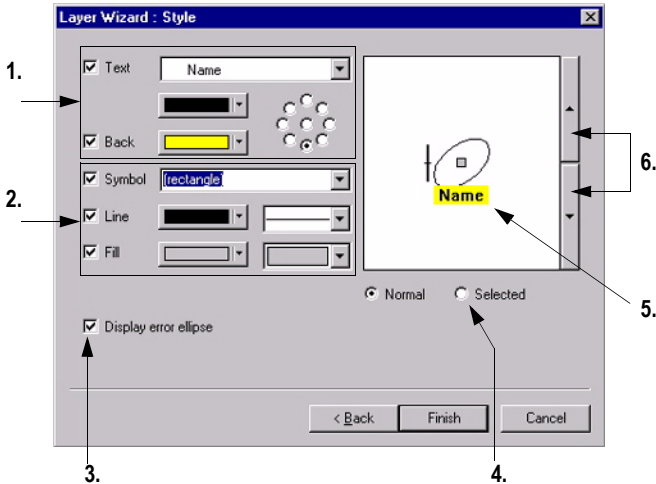 Layer Wizard : Style
1.
Text
Name
Back
2.
Symbol
(rectangle)
Line
Fill
Name
6.
5.
Normal
Selected
Display error ellipse
< Back
Finish
Cancel
3.
4.